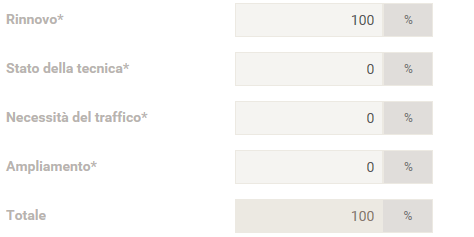 Rinnovo* 100 %
Stato della tecnica* 0 %
Necessità del traffico* 0 %
Ampliamento* 0 %
Totale 100 %